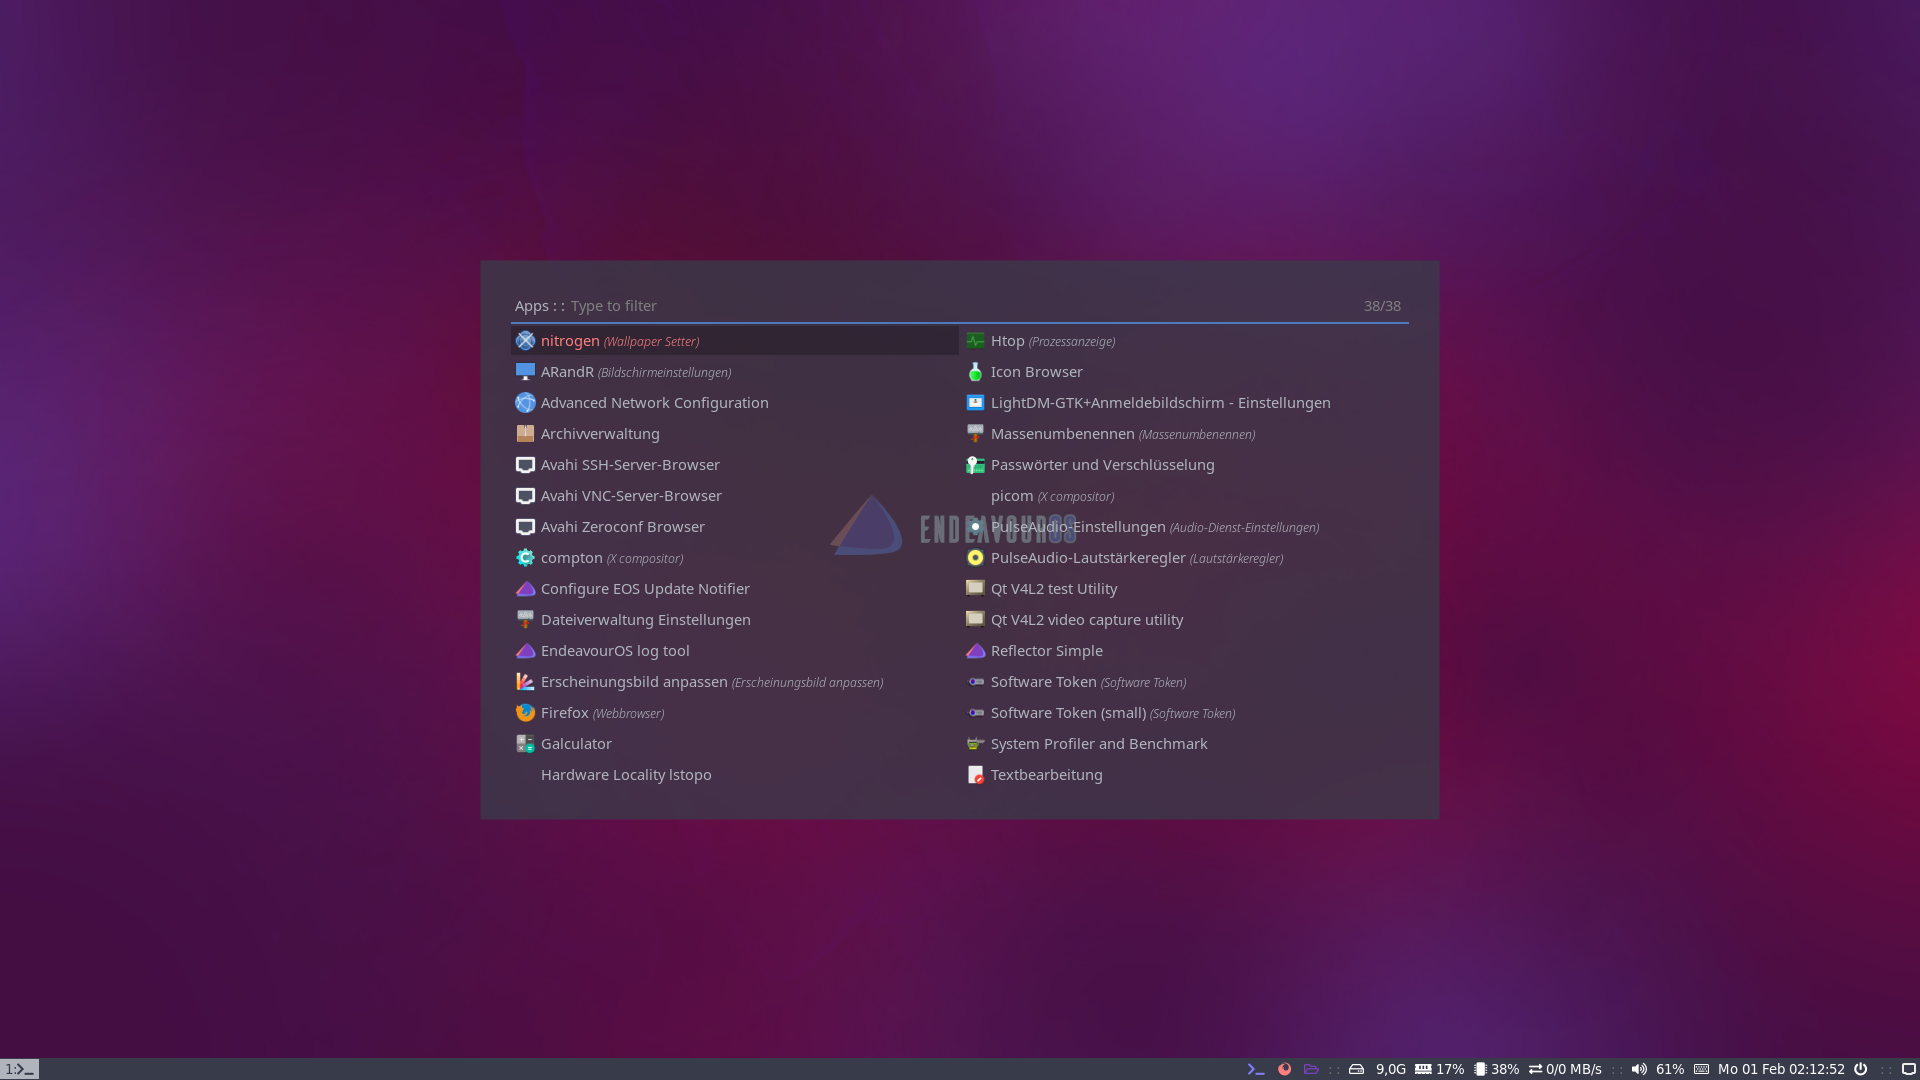 Apps : : Type to filter 38/38
nitrogen (Wallpaper Setter)
ARandR (Bildschirmeinstellungen)
Advanced Network Configuration
Archivverwaltung
Avahi SSH-Server-Browser
Avahi VNC-Server-Browser
Avahi Zeroconf Browser
compton (X compositor)
Configure EOS Update Notifier
Dateiverwaltung Einstellungen
EndeavourOS log tool
Erscheinungsbild anpassen (Erscheinungsbild anpassen)
Firefox (Webbrowser)
Galculator
Hardware Locality lstopo
Htop (Prozessanzeige)
Icon Browser
LightDM-GTK+Anmeldebildschirm - Einstellungen
Massenumbenennen (Massenumbenennen)
Passwörter und Verschlüsselung
picom (X compositor)
PulseAudio-Einstellungen (Audio-Dienst-Einstellungen)
PulseAudio-Lautstärkeregler (Lautstärkeregler)
Qt V4L2 test Utility
Qt V4L2 video capture utility
Reflector Simple
Software Token (Software Token)
Software Token (small) (Software Token)
System Profiler and Benchmark
Textbearbeitung
ENDEAVOUROS
1: :: 9,0G 17% 38% 0/0 MB/s :: 61% Mo 01 Feb 02:12:52 ::